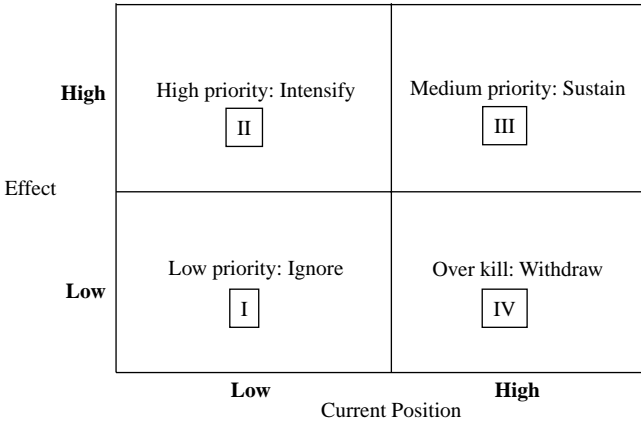 High
High priority: Intensify
Medium priority: Sustain
II
III
Effect
Low priority: Ignore
Over kill: Withdraw
Low
I
IV
Low
High
Current Position